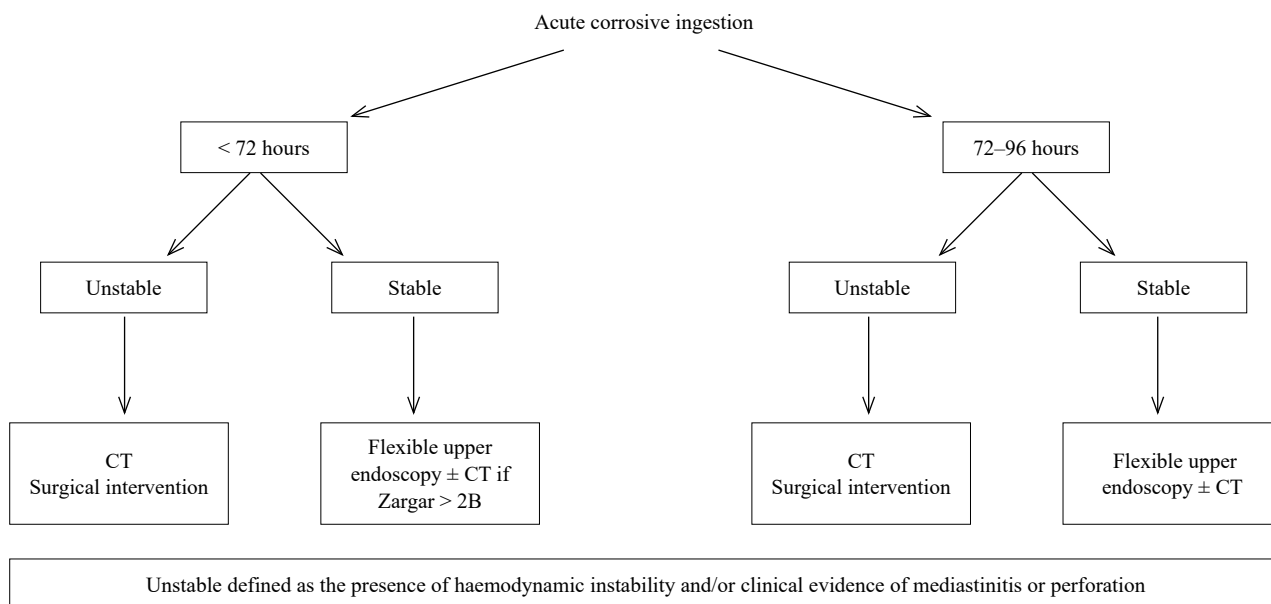 Acute corrosive ingestion
< 72 hours
72–96 hours
Unstable
Stable
Unstable
Stable
CT
Surgical intervention
Flexible upper
endoscopy ± CT if
Zargar > 2B
CT
Surgical intervention
Flexible upper
endoscopy ± CT
Unstable defined as the presence of haemodynamic instability and/or clinical evidence of mediastinitis or perforation